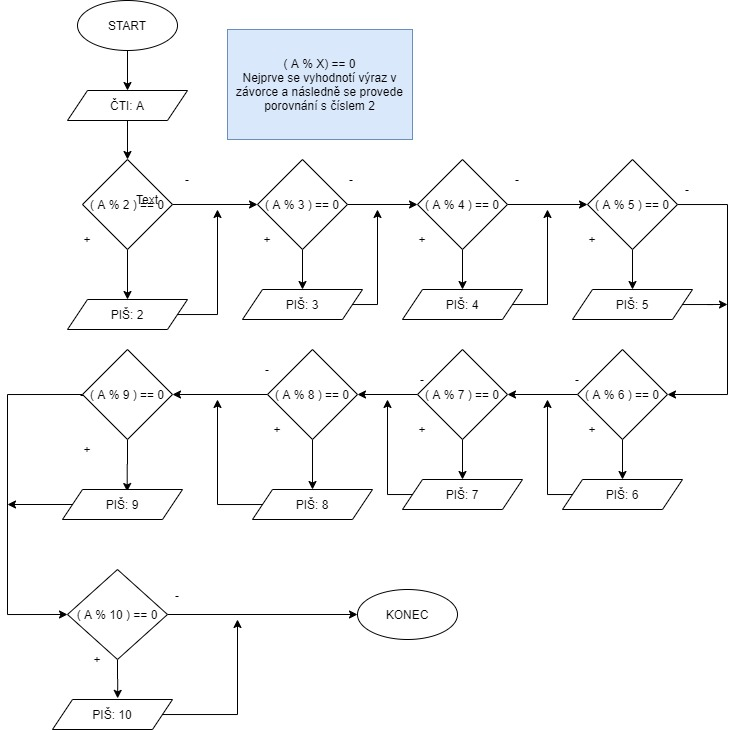 START
( A % X) == 0
Nejprve se vyhodnotí výraz v
závorce a následně se provede
porovnání s číslem 2
ČTI: A
-
-
-
-
Text
( A % 2 ) == 0
( A % 3 ) == 0
( A % 4 ) == 0
( A % 5 ) == 0
+
+
+
+
PIŠ: 2
PIŠ: 3
PIŠ: 4
PIŠ: 5
-
-
-
( A % 9 ) == 0
( A % 8 ) == 0
( A % 7 ) == 0
( A % 6 ) == 0
+
+
+
+
PIŠ: 9
PIŠ: 8
PIŠ: 7
PIŠ: 6
-
( A % 10 ) == 0
KONEC
+
PIŠ: 10